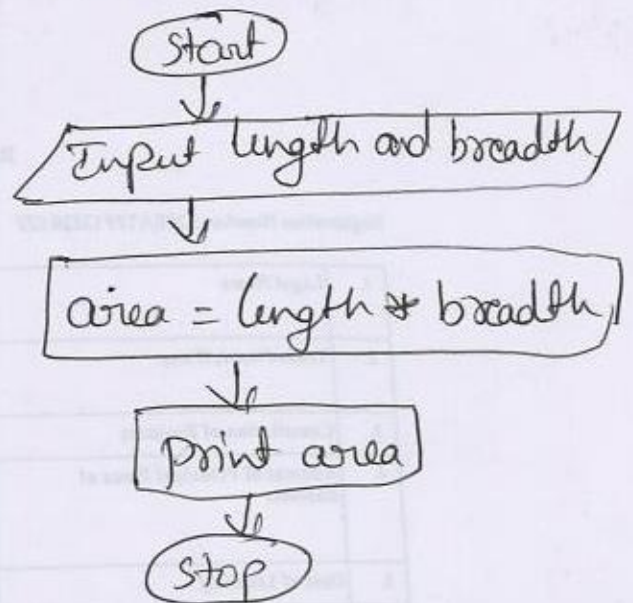 Start
Input length and breadth
area = length * breadth
print area
Stop